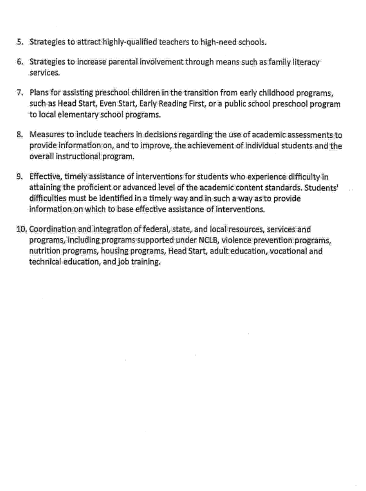 5. Strategies to attract highly-qualified teachers to high-need schools.
6. Strategies to increase parental involvement through means such as family literacy
services.
7. Plans for assisting preschool children in the transition from early childhood programs,
such as Head Start, Even Start, Early Reading First, or a public school preschool program
to local elementary school programs.
8. Measures to include teachers in decisions regarding the use of academic assessments to
provide information on, and to improve, the achievement of individual students and the
overall instructional program.
9. Effective, timely assistance of interventions for students who experience difficulty in
attaining the proficient or advanced level of the academic content standards. Students'
difficulties must be identified in a timely way and in such a way as to provide
information on which to base effective assistance of interventions.
10. Coordination and integration of federal, state, and local resources, services and
programs, including programs supported under NCLB, violence prevention programs,
nutrition programs, housing programs, Head Start, adult education, vocational and
technical education, and job training.